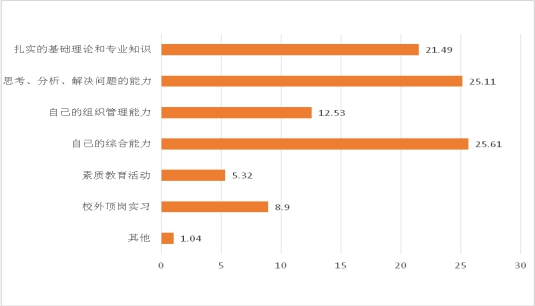 扎实的基础理论和专业知识 21.49
思考、分析、解决问题的能力 25.11
自己的组织管理能力 12.53
自己的综合能力 25.61
素质教育活动 5.32
校外顶岗实习 8.9
其他 1.04
0 5 10 15 20 25 30